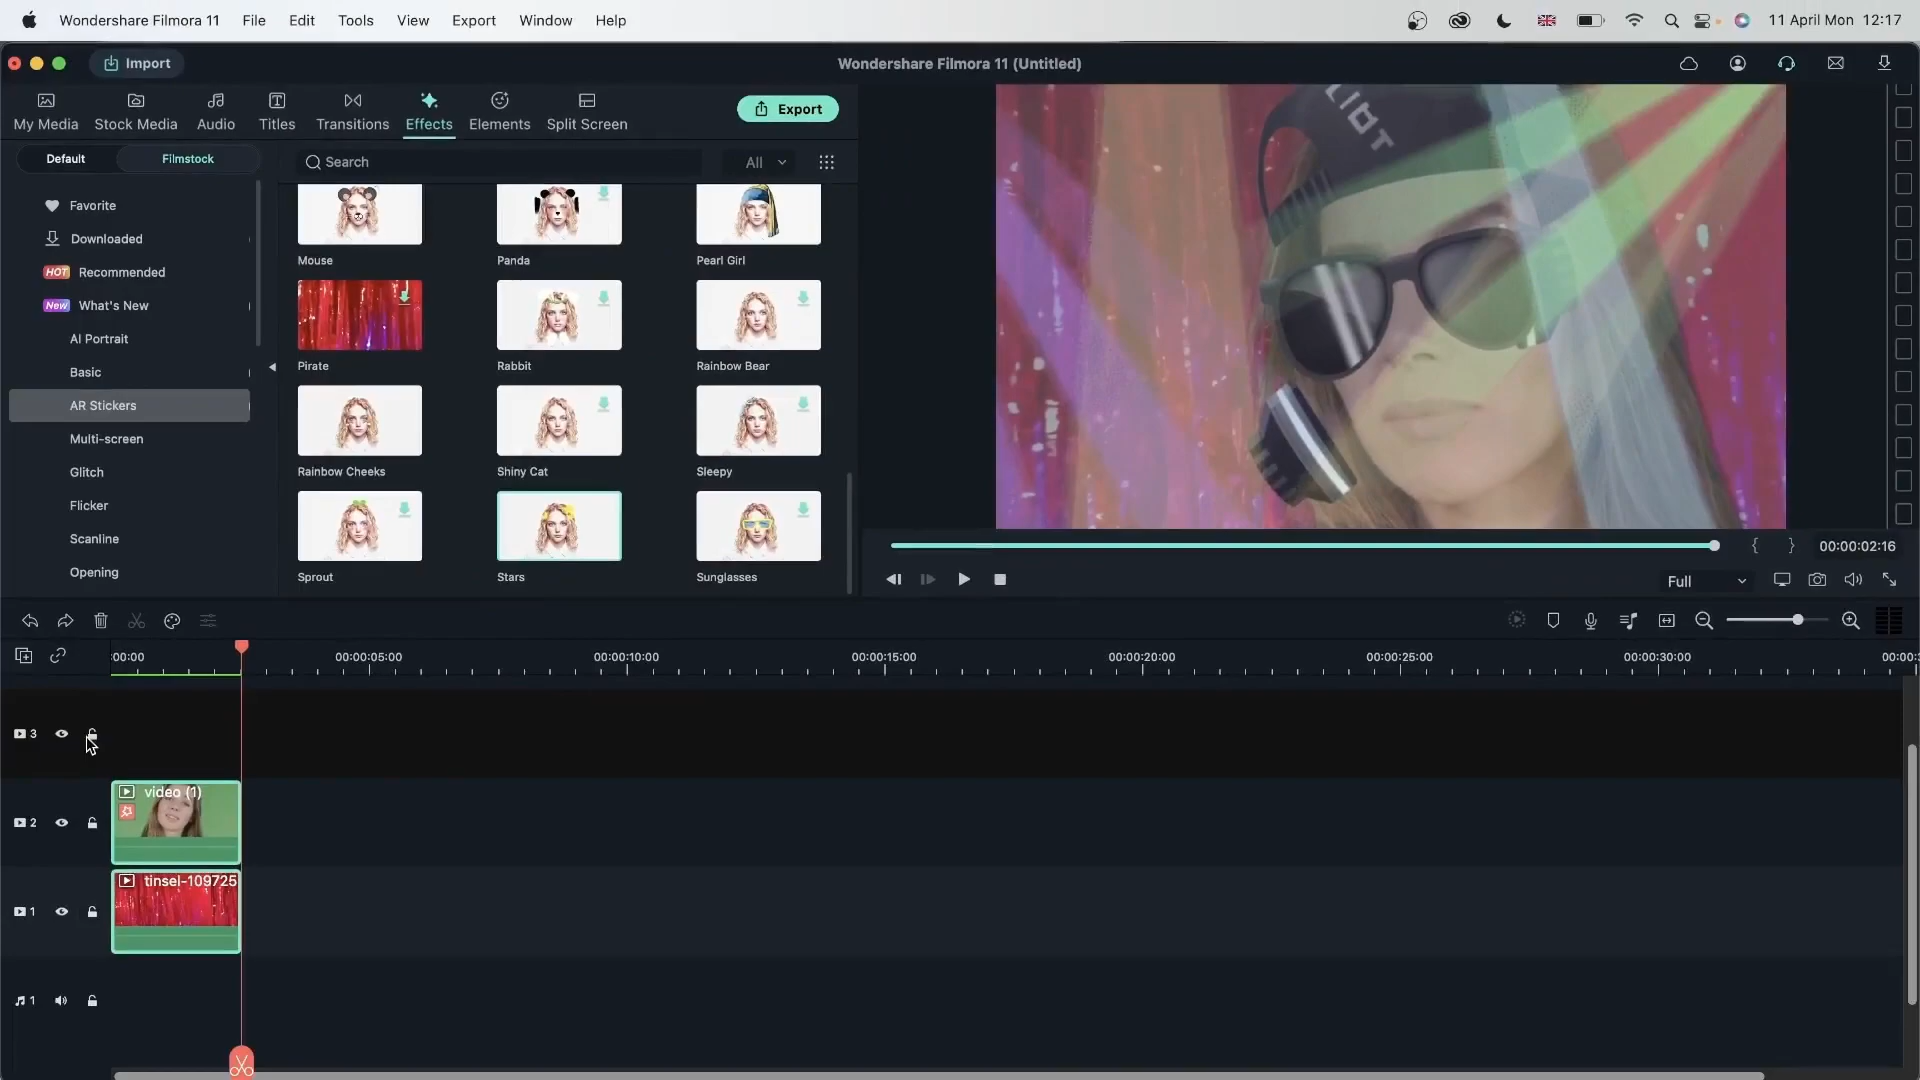 Wondershare Filmora 11 File Edit Tools View Export Window Help 11 April Mon 12:17
Import Wondershare Filmora 11 (Untitled)
My Media Stock Media Audio Titles Transitions Effects Elements Split Screen Export
Default Filmstock Search All
Favorite
Downloaded
HOT Recommended
New What's New
AI Portrait
Basic
AR Stickers
Multi-screen
Glitch
Flicker
Scanline
Opening
Mouse Panda Pearl Girl
Pirate Rabbit Rainbow Bear
Rainbow Cheeks Shiny Cat Sleepy
Sprout Stars Sunglasses
{ } 00:00:02:16
Full
:00:00 00:00:05:00 00:00:10:00 00:00:15:00 00:00:20:00 00:00:25:00 00:00:30:00 00:00:
3
2 video (1)
1 tinsel-109725
1